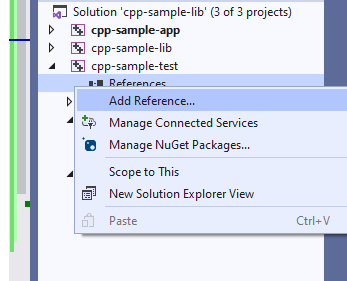 Solution 'cpp-sample-lib' (3 of 3 projects)
cpp-sample-app
cpp-sample-lib
cpp-sample-test
References
Add Reference...
Manage Connected Services
Manage NuGet Packages...
Scope to This
New Solution Explorer View
Paste Ctrl+V